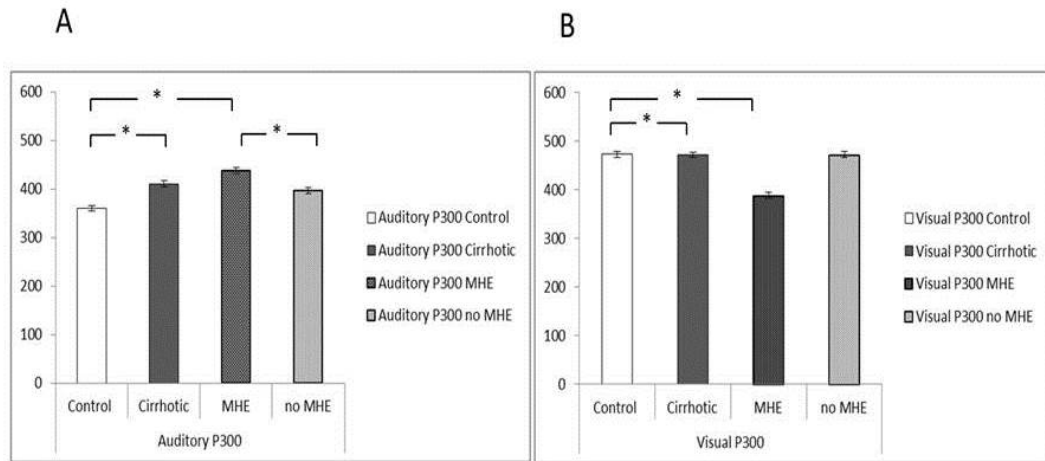 A
600
500
400
300
200
100
0
*
*
*
Control
Cirrhotic
MHE
no MHE
Auditory P300
Auditory P300 Control
Auditory P300 Cirrhotic
Auditory P300 MHE
Auditory P300 no MHE
B
600
500
400
300
200
100
0
*
*
Control
Cirrhotic
MHE
no MHE
Visual P300
Visual P300 Control
Visual P300 Cirrhotic
Visual P300 MHE
Visual P300 no MHE